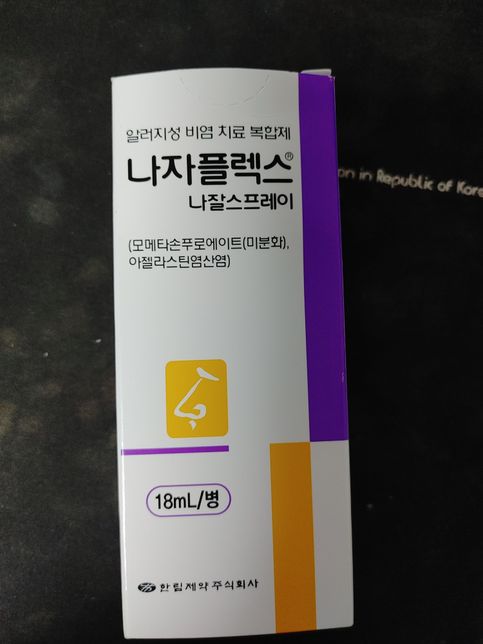 알러지성 비염 치료 복합제
나자플렉스®
나잘스프레이
(모메타손푸로에이트(미분화),
아젤라스틴염산염)
18mL/병
한림제약주식회사
on in Republic of Kore